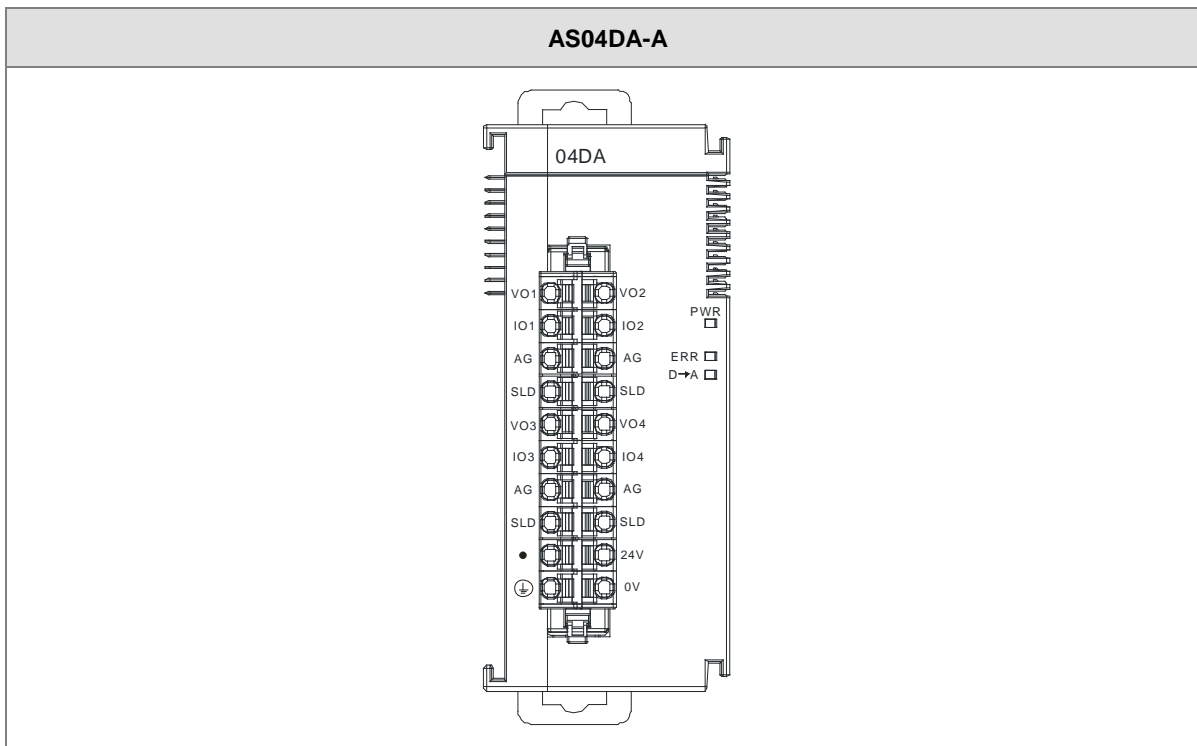 AS04DA-A
04DA
VO1 VO2
PWR
IO1 IO2
AG AG ERR
D→A
SLD SLD
VO3 VO4
IO3 IO4
AG AG
SLD SLD
• 24V
0V